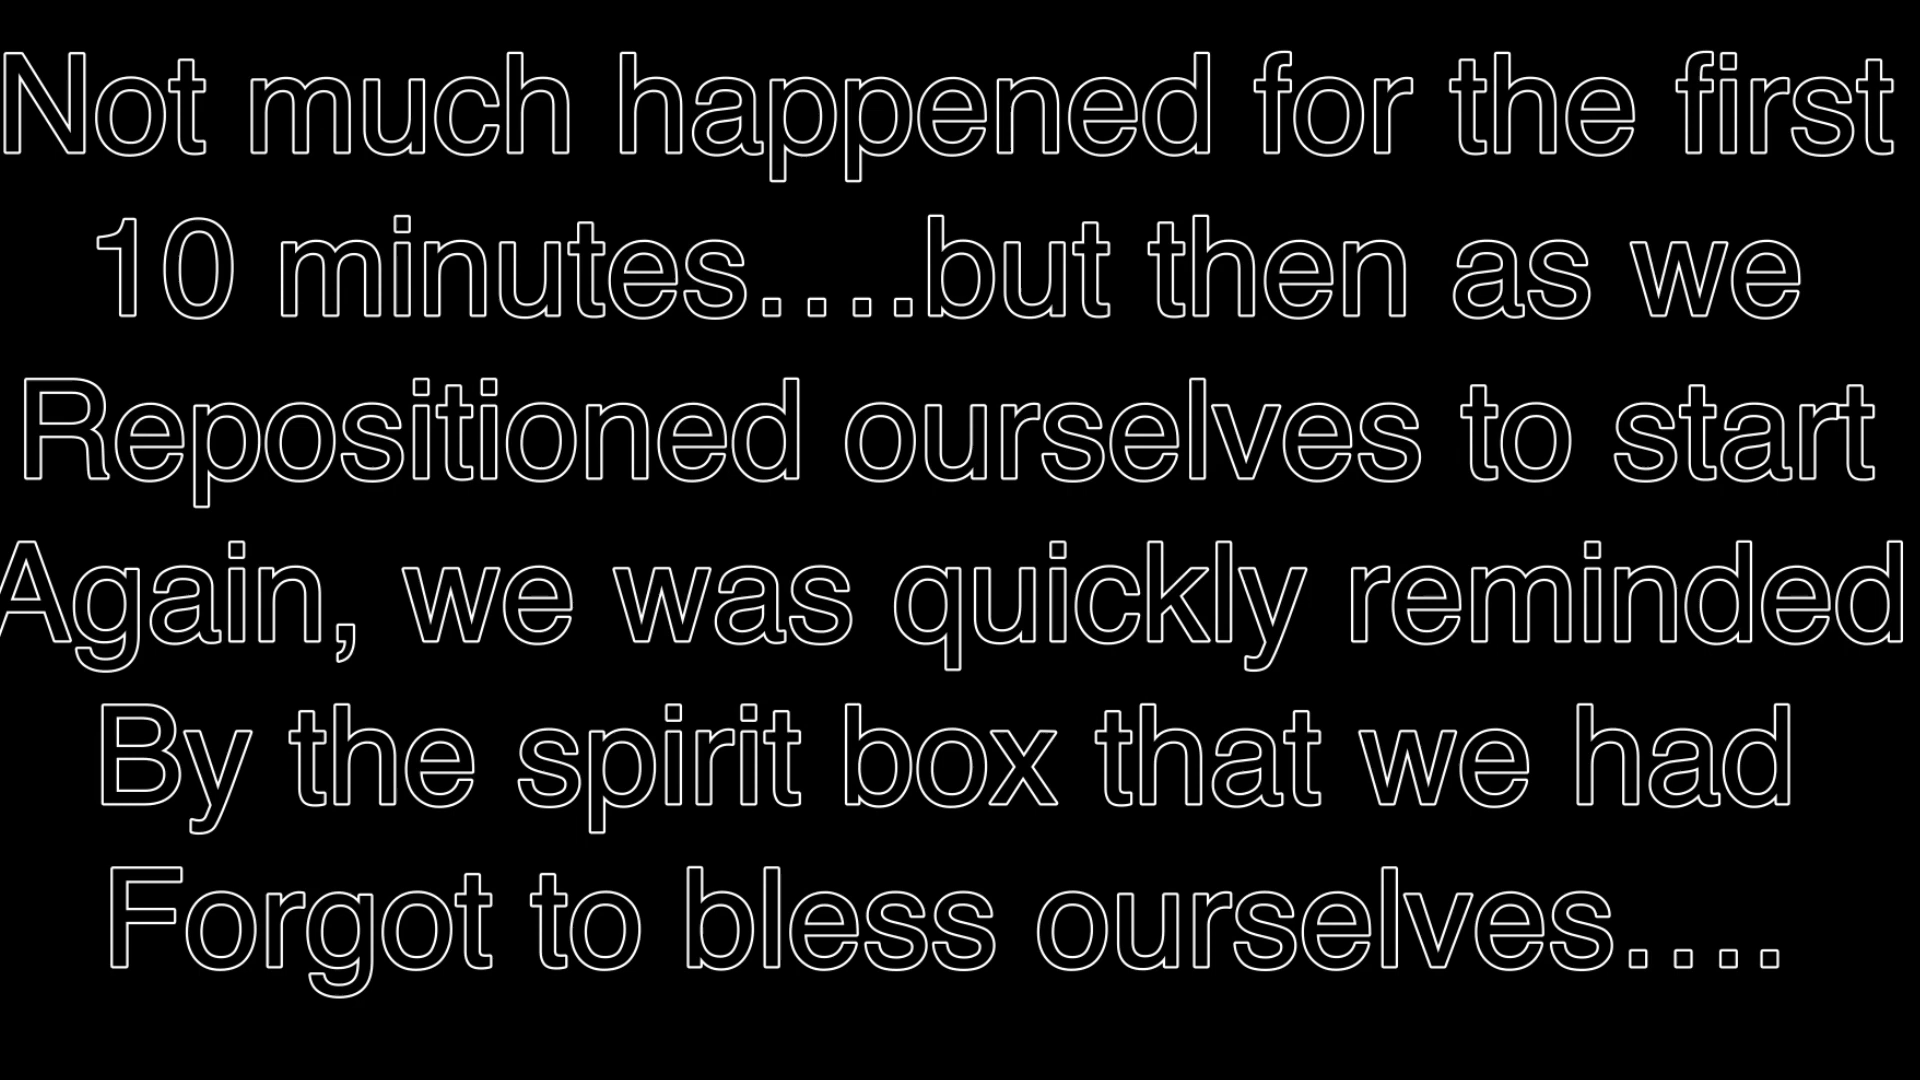 Not much happened for the first
10 minutes....but then as we
Repositioned ourselves to start
Again, we was quickly reminded
By the spirit box that we had
Forgot to bless ourselves....